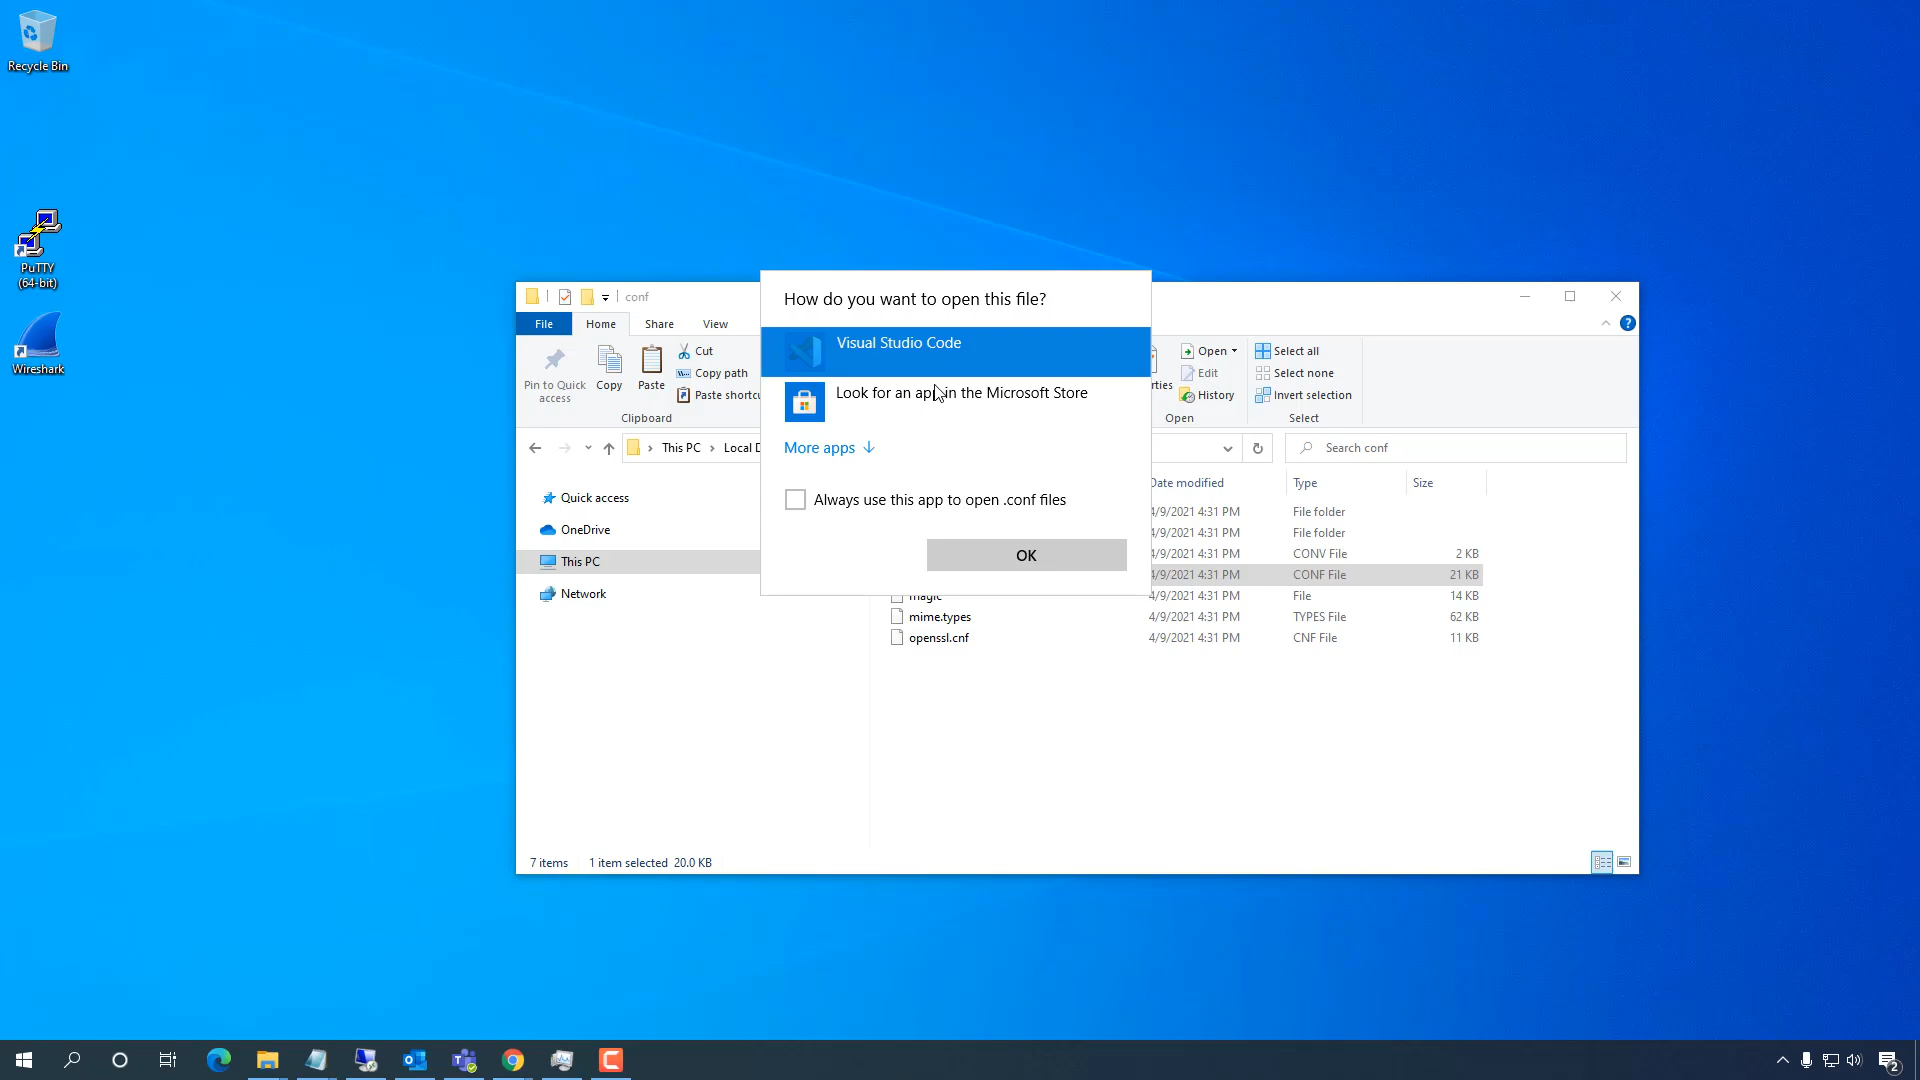 Recycle Bin
PuTTY
(64-bit)
Wireshark
conf
File
Home
Share
View
Pin to Quick
access
Copy
Paste
Cut
Copy path
Paste shortcu
Clipboard
rties
Open
Edit
History
Open
Select all
Select none
Invert selection
Select
This PC
Local D
Search conf
Quick access
OneDrive
This PC
Network
How do you want to open this file?
Visual Studio Code
Look for an app in the Microsoft Store
More apps
Always use this app to open .conf files
OK
Date modified
Type
Size
4/9/2021 4:31 PM File folder
4/9/2021 4:31 PM File folder
4/9/2021 4:31 PM CONV File 2 KB
4/9/2021 4:31 PM CONF File 21 KB
magic 4/9/2021 4:31 PM File 14 KB
mime.types 4/9/2021 4:31 PM TYPES File 62 KB
openssl.cnf 4/9/2021 4:31 PM CNF File 11 KB
7 items
1 item selected 20.0 KB
2